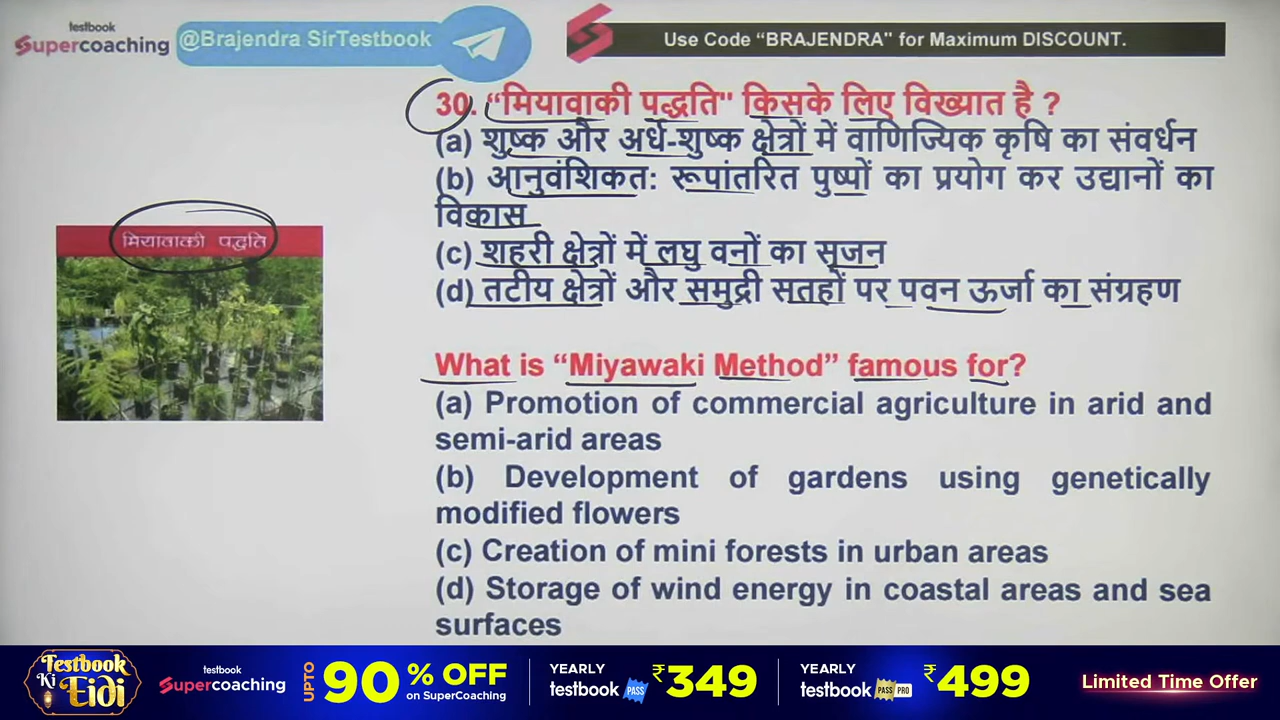 testbook
Supercoaching
@Brajendra SirTestbook
Use Code “BRAJENDRA" for Maximum DISCOUNT.
30. “मियावाकी पद्धति" किसके लिए विख्यात है ?
(a) शुष्क और अर्ध-शुष्क क्षेत्रों में वाणिज्यिक कृषि का संवर्धन
(b) आनुवंशिकत: रूपांतरित पुष्पों का प्रयोग कर उद्यानों का
विकास
(c) शहरी क्षेत्रों में लघु वनों का सृजन
(d) तटीय क्षेत्रों और समुद्री सतहों पर पवन ऊर्जा का संग्रहण
मियावाकी पद्धति
What is “Miyawaki Method” famous for?
(a) Promotion of commercial agriculture in arid and
semi-arid areas
(b) Development of gardens using genetically
modified flowers
(c) Creation of mini forests in urban areas
(d) Storage of wind energy in coastal areas and sea
surfaces
Testbook
Ki
Eidi
testbook
Supercoaching
UPTO
90% OFF
on SuperCoaching
YEARLY
testbook PASS
₹349
YEARLY
testbook PASS PRO
₹499
Limited Time Offer